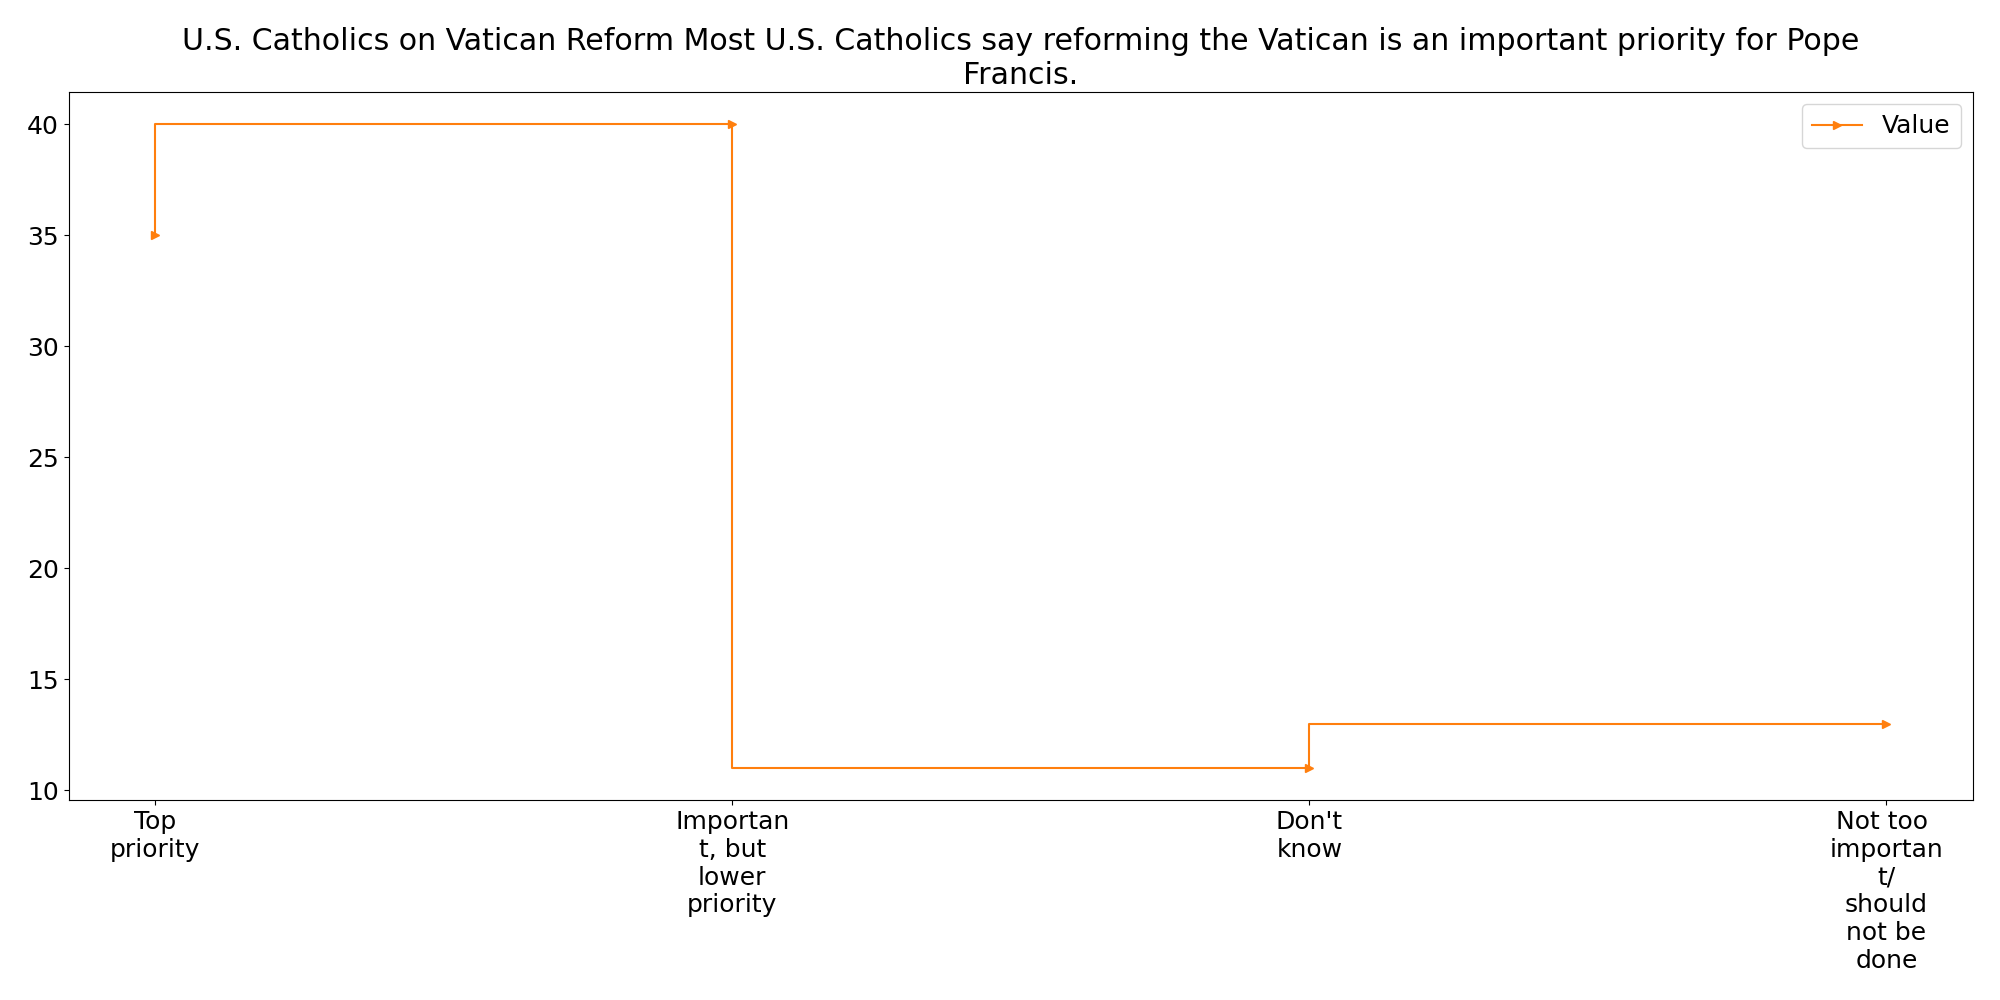 U.S. Catholics on Vatican Reform Most U.S. Catholics say reforming the Vatican is an important priority for Pope
Francis.
Value
40
35
30
25
20
15
10
Top
priority
Importan
t, but
lower
priority
Don't
know
Not too
importan
t/
should
not be
done